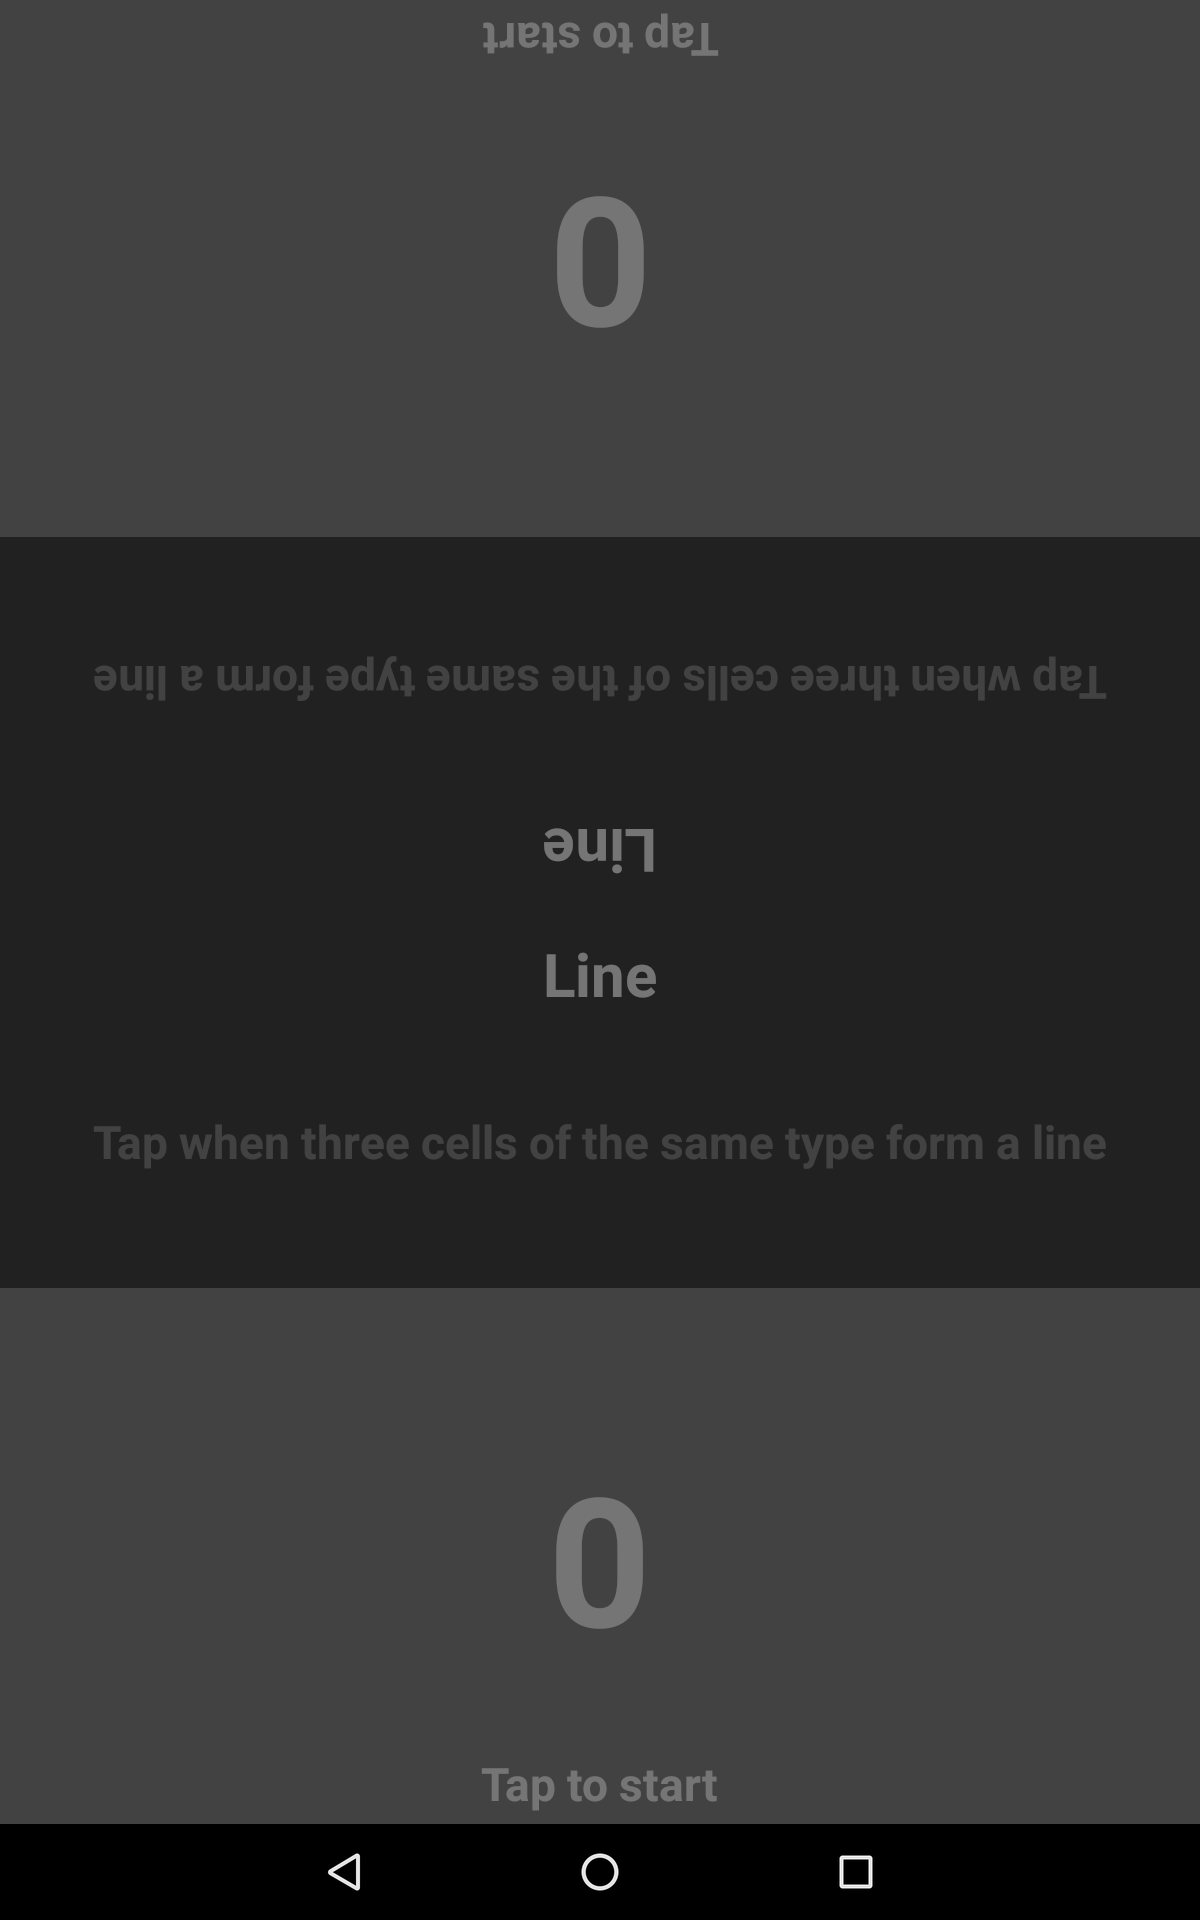 Tap to start
0
Tap when three cells of the same type form a line
Line
Line
Tap when three cells of the same type form a line
0
Tap to start